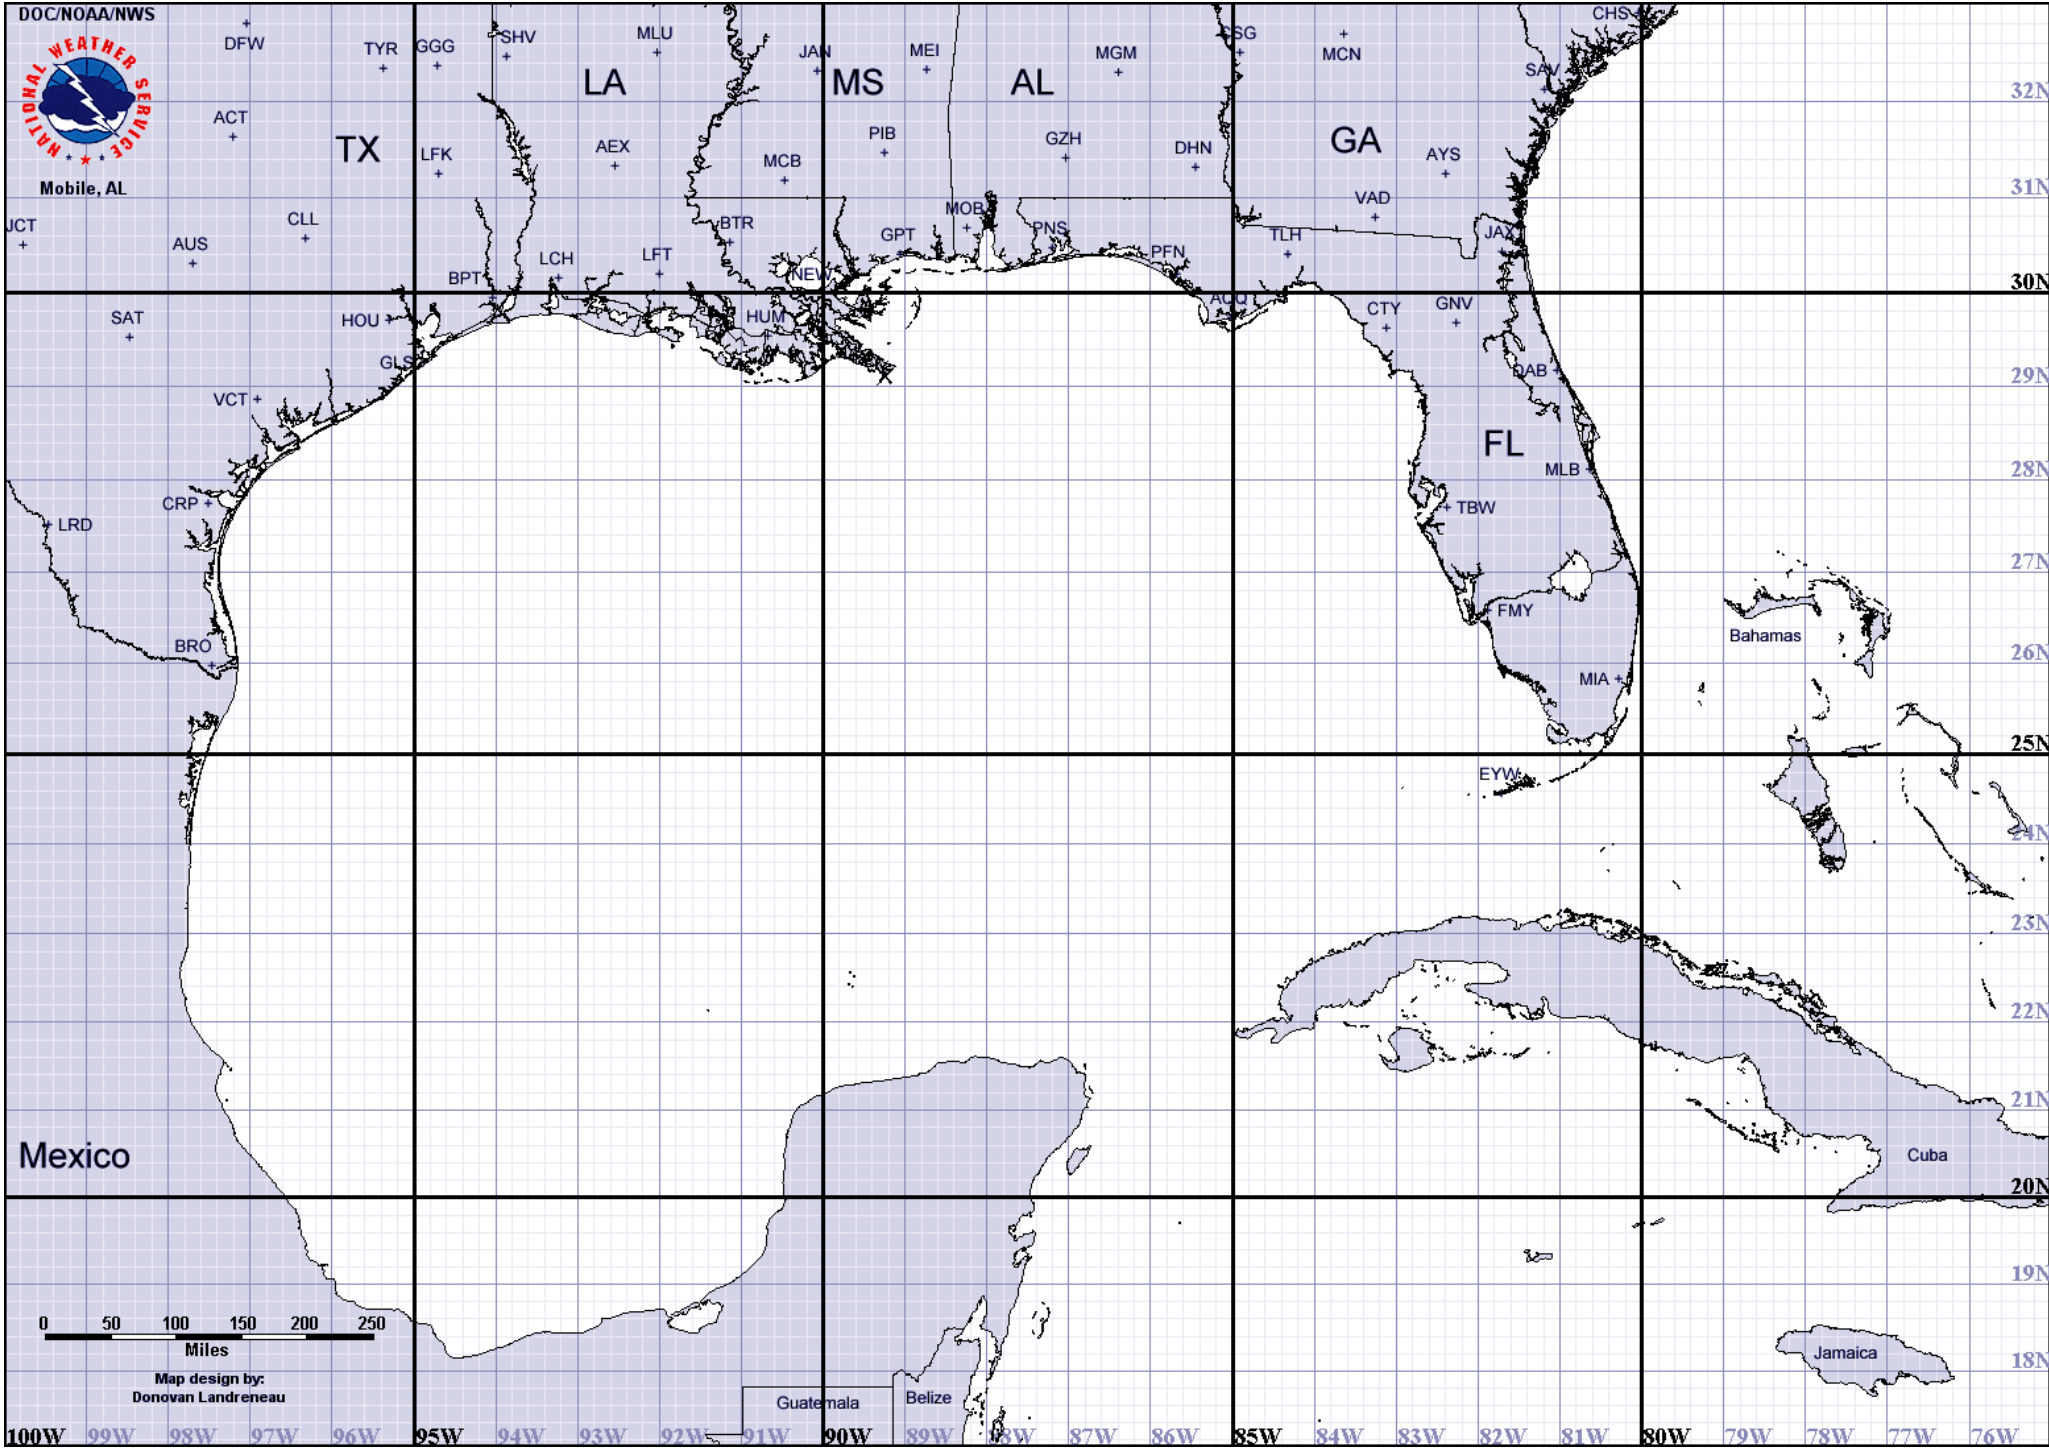 DOC/NOAA/NWS
NATIONAL WEATHER SERVICE
Mobile, AL
DFW
TYR
GGG
SHV
MLU
JAN
MEI
MGM
MCN
CHS
SAV
LA
MS
AL
ACT
TX
LFK
AEX
MCB
PIB
GZH
DHN
GA
AYS
VAD
32N
31N
JCT
AUS
CLL
BPT
LCH
LFT
BTR
NEW
GPT
MOB
PNS
PFN
TLH
JAX
30N
SAT
HOU
GLS
HUM
CTY
GNV
DAB
VCT
29N
FL
MLB
28N
CRP
LRD
TBW
27N
FMY
BRO
Bahamas
26N
MIA
25N
EYW
24N
23N
22N
21N
Mexico
Cuba
20N
19N
0 50 100 150 200 250
Miles
Map design by:
Donovan Landreneau
Jamaica
18N
Guatemala
Belize
100W 99W 98W 97W 96W 95W 94W 93W 92W 91W 90W 89W 88W 87W 86W 85W 84W 83W 82W 81W 80W 79W 78W 77W 76W